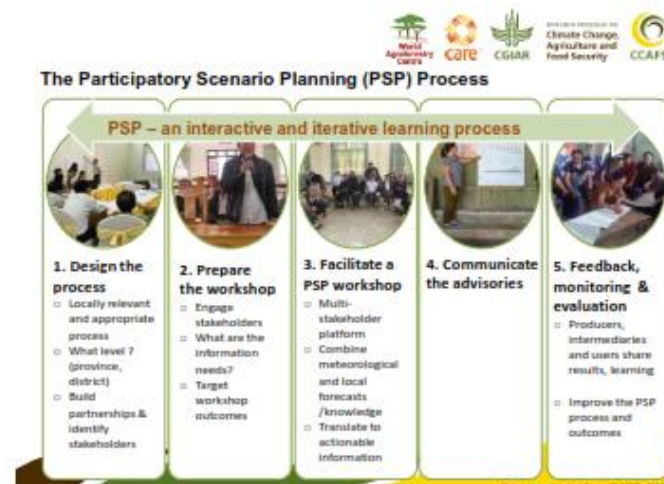 World
Agroforestry
Centre
care
CGIAR
RESEARCH PROGRAM ON
Climate Change,
Agriculture and
Food Security
CCAFS
The Participatory Scenario Planning (PSP) Process
PSP – an interactive and iterative learning process
1. Design the
process
Locally relevant
and appropriate
process
What level ?
(province,
district)
Build
partnerships &
identify
stakeholders
2. Prepare
the workshop
Engage
stakeholders
What are the
information
needs?
Target
workshop
outcomes
3. Facilitate a
PSP workshop
Multi-
stakeholder
platform
Combine
meteorological
and local
forecasts
/knowledge
Translate to
actionable
information
4. Communicate
the advisories
5. Feedback,
monitoring &
evaluation
Producers,
intermediaries
and users share
results, learning
Improve the PSP
process and
outcomes